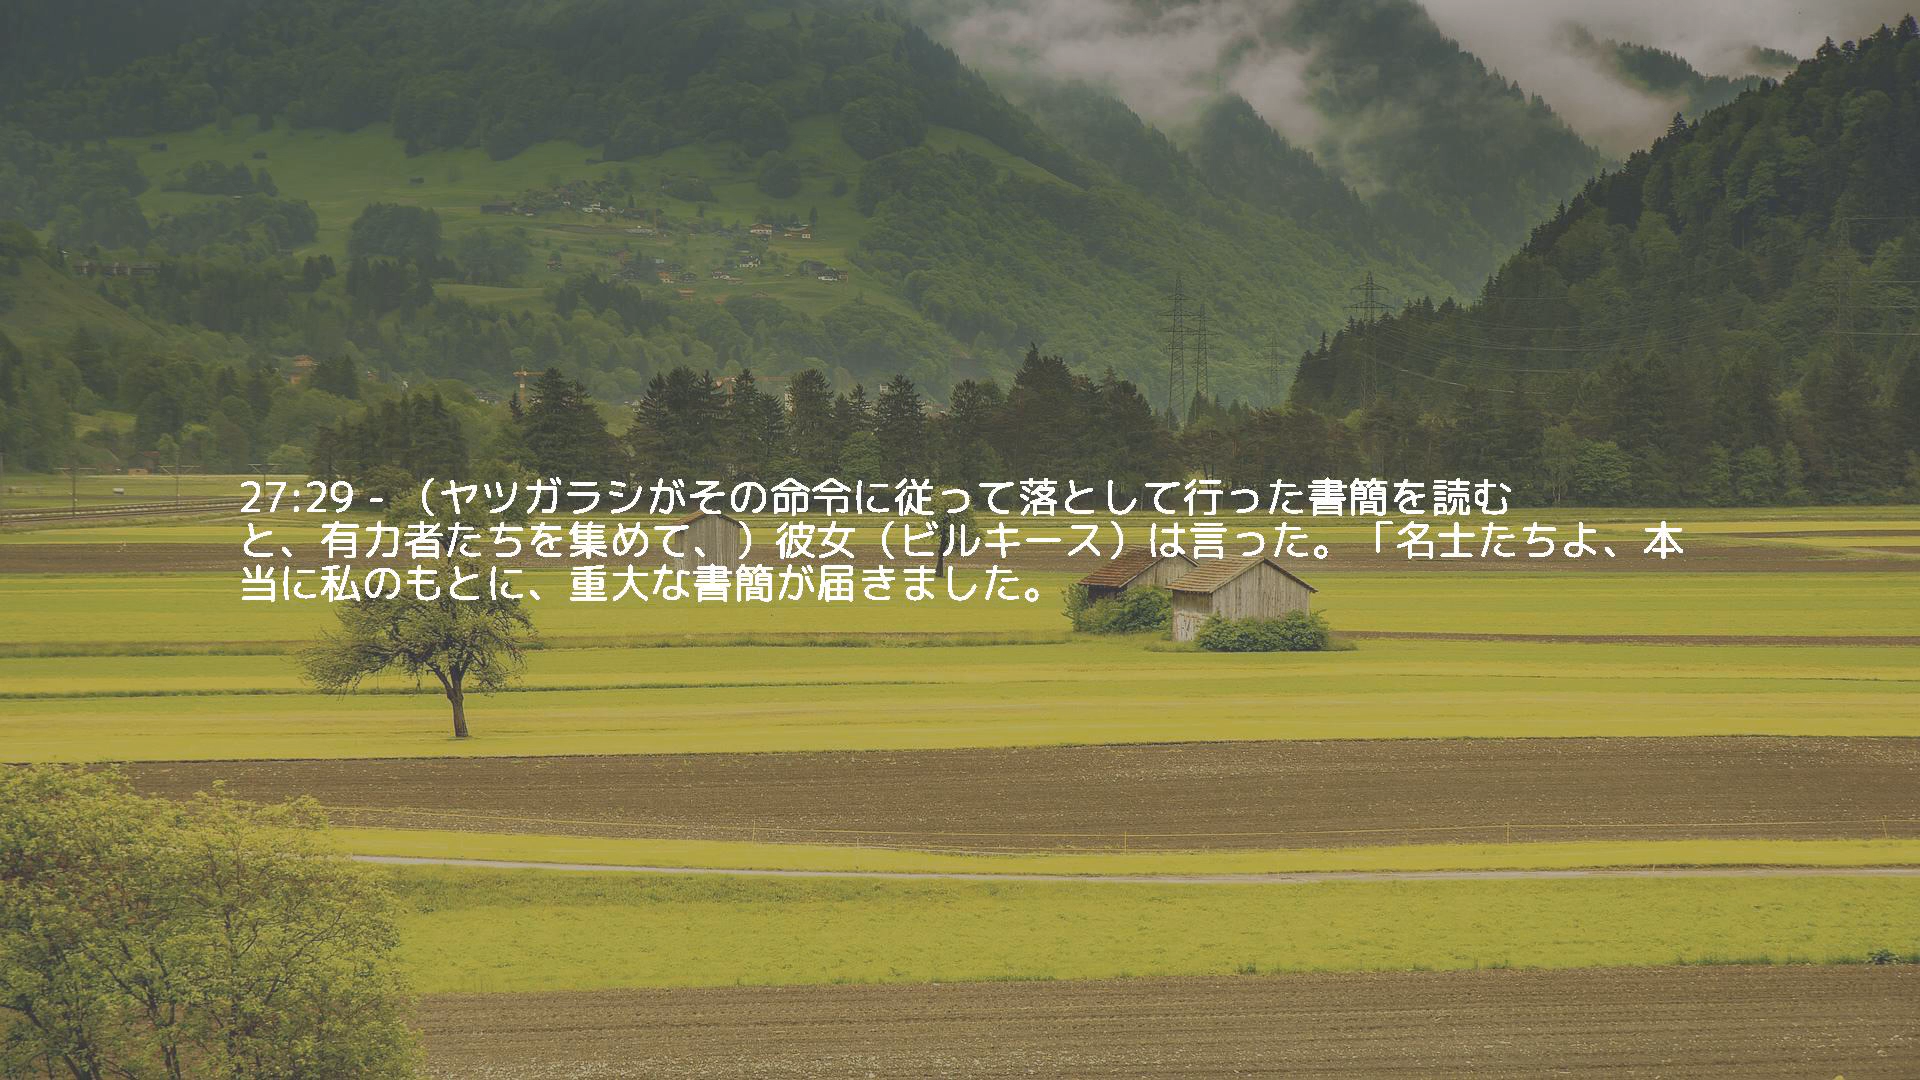 27:29 - （ヤツガラシがその命令に従って落として行った書簡を読む
と、有力者たちを集めて、）彼女（ビルキース）は言った。「名士たちよ、本
当に私のもとに、重大な書簡が届きました。